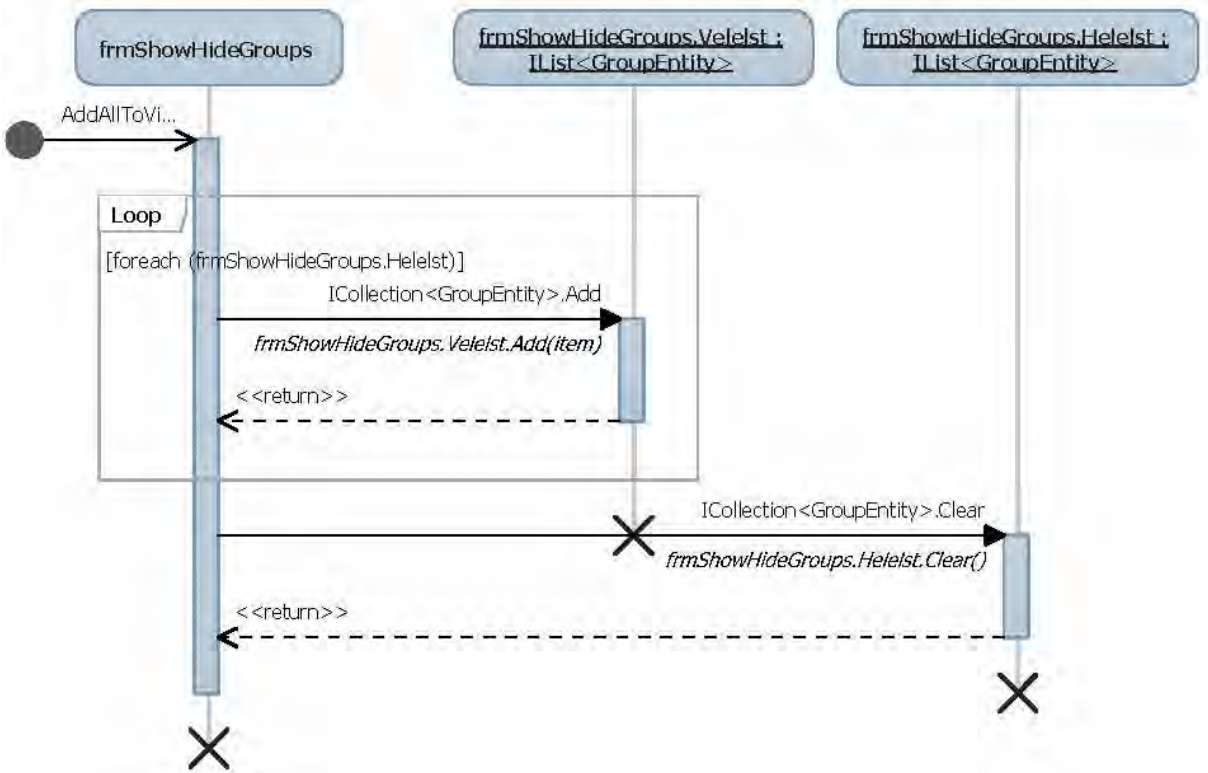 frmShowHideGroups
frmShowHideGroups.Velelst :
IList<GroupEntity>
frmShowHideGroups.Helelst :
IList<GroupEntity>
AddAllToVi...
Loop
[foreach (frmShowHideGroups.Helelst)]
ICollection<GroupEntity>.Add
frmShowHideGroups.Velelst.Add(item)
<<return>>
ICollection<GroupEntity>.Clear
frmShowHideGroups.Helelst.Clear()
<<return>>